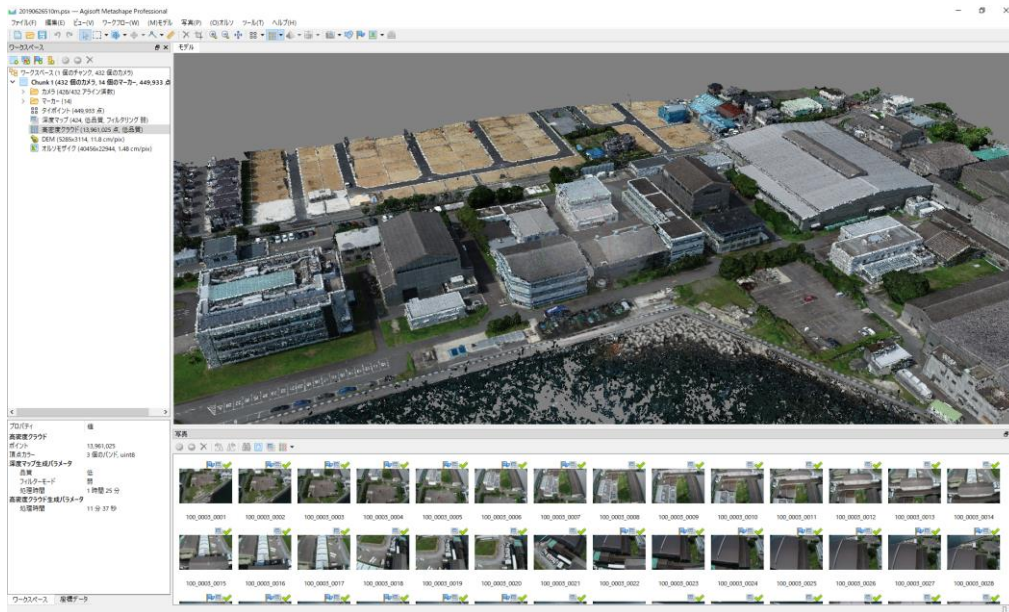 20190626510m.psx — Agisoft Metashape Professional
ファイル(F) 編集(E) ビュー(V) ワークフロー(W) (M)モデル 写真(P) (O)オルソ ツール(T) ヘルプ(H)
ワークスペース
モデル
ワークスペース (1 個のチャンク, 432 個のカメラ)
Chunk 1 (432 個のカメラ, 14 個のマーカー, 449,933 点
カメラ (428/432 アライン済数)
マーカー (14)
タイポイント (449,933 点)
深度マップ (424, 低品質, フィルタリング 弱)
高密度クラウド (13,961,025 点, 低品質)
DEM (5285x3114, 11.8 cm/pix)
オルソモザイク (40456x22944, 1.48 cm/pix)
プロパティ 値
高密度クラウド
ポイント 13,961,025
頂点カラー 3 個のバンド, uint8
深度マップ生成パラメータ
品質 低
フィルターモード 弱
処理時間 1 時間 25 分
高密度クラウド生成パラメータ
処理時間 11 分 37 秒
写真
100_0003_0001 100_0003_0002 100_0003_0003 100_0003_0004 100_0003_0005 100_0003_0006 100_0003_0007 100_0003_0008 100_0003_0009 100_0003_0010 100_0003_0011 100_0003_0012 100_0003_0013 100_0003_0014
100_0003_0015 100_0003_0016 100_0003_0017 100_0003_0018 100_0003_0019 100_0003_0020 100_0003_0021 100_0003_0022 100_0003_0023 100_0003_0024 100_0003_0025 100_0003_0026 100_0003_0027 100_0003_0028
ワークスペース 座標データ